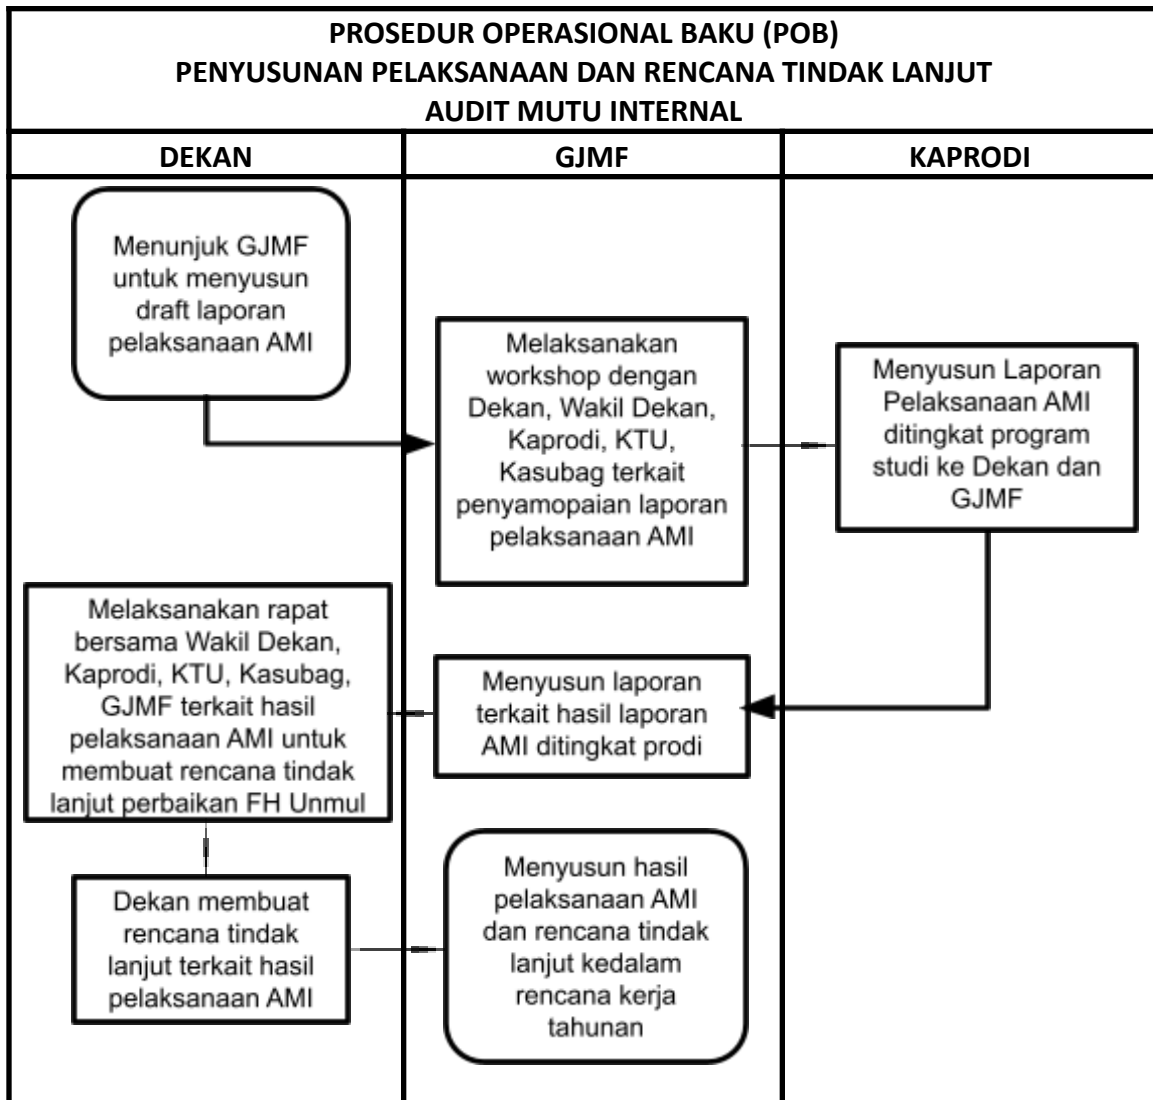 PROSEDUR OPERASIONAL BAKU (POB)
PENYUSUNAN PELAKSANAAN DAN RENCANA TINDAK LANJUT
AUDIT MUTU INTERNAL
DEKAN
GJMF
KAPRODI
Menunjuk GJMF
untuk menyusun
draft laporan
pelaksanaan AMI
Melaksanakan
workshop dengan
Dekan, Wakil Dekan,
Kaprodi, KTU,
Kasubag terkait
penyamopaian laporan
pelaksanaan AMI
Menyusun Laporan
Pelaksanaan AMI
ditingkat program
studi ke Dekan dan
GJMF
Menyusun laporan
terkait hasil laporan
AMI ditingkat prodi
Melaksanakan rapat
bersama Wakil Dekan,
Kaprodi, KTU, Kasubag,
GJMF terkait hasil
pelaksanaan AMI untuk
membuat rencana tindak
lanjut perbaikan FH Unmul
Dekan membuat
rencana tindak
lanjut terkait hasil
pelaksanaan AMI
Menyusun hasil
pelaksanaan AMI
dan rencana tindak
lanjut kedalam
rencana kerja
tahunan